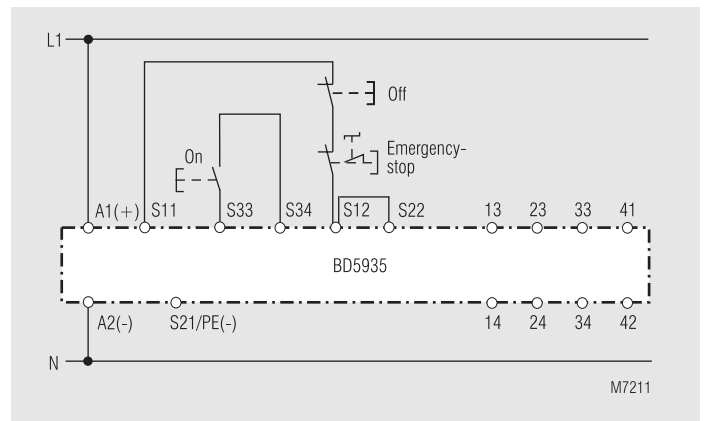 L1
Off
Emergency-
stop
On
A1(+) S11 S33 S34 S12 S22 13 23 33 41
BD5935
A2(-) S21/PE(-) 14 24 34 42
N
M7211